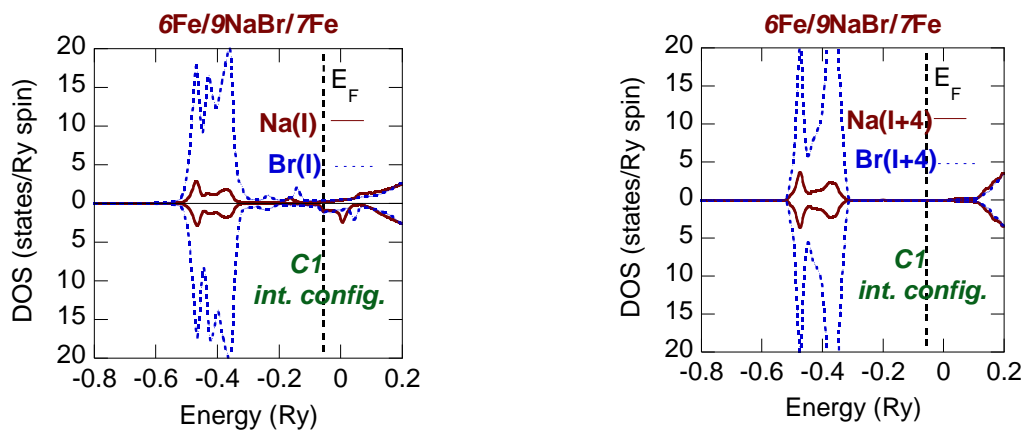 6Fe/9NaBr/7Fe
DOS (states/Ry spin)
20
15
10
5
0
5
10
15
20
E_F
Na(I)
Br(I)
C1
int. config.
-0.8 -0.6 -0.4 -0.2 0 0.2
Energy (Ry)
6Fe/9NaBr/7Fe
DOS (states/Ry spin)
20
15
10
5
0
5
10
15
20
E_F
Na(I+4)
Br(I+4)
C1
int. config.
-0.8 -0.6 -0.4 -0.2 0 0.2
Energy (Ry)